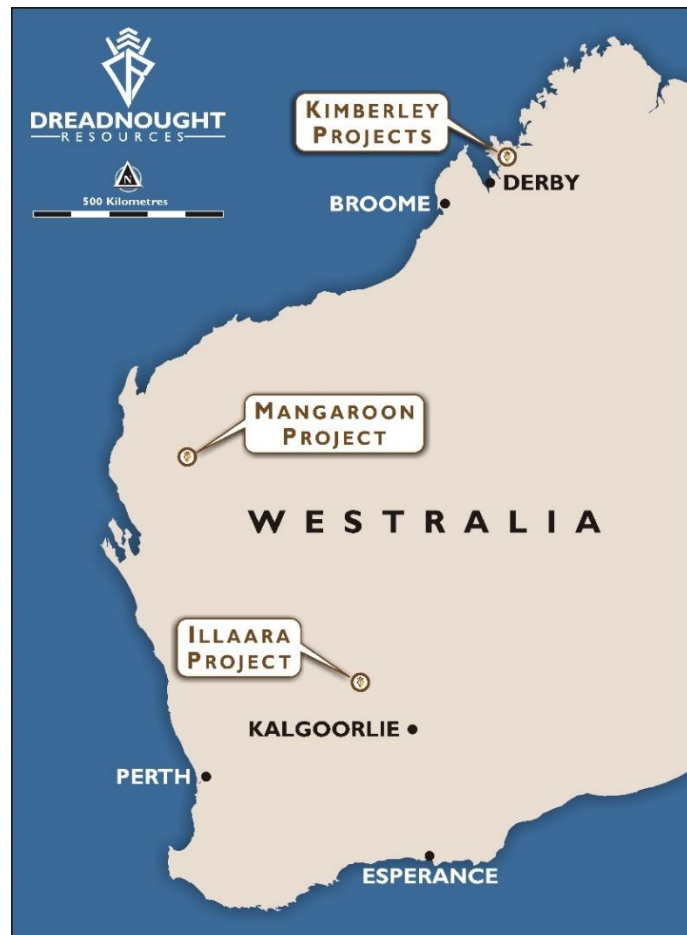 DREADNOUGHT
RESOURCES
N
500 Kilometres
KIMBERLEY
PROJECTS
DERBY
BROOME
MANGAROON
PROJECT
WESTRALIA
ILLAARA
PROJECT
KALGOORLIE
PERTH
ESPERANCE